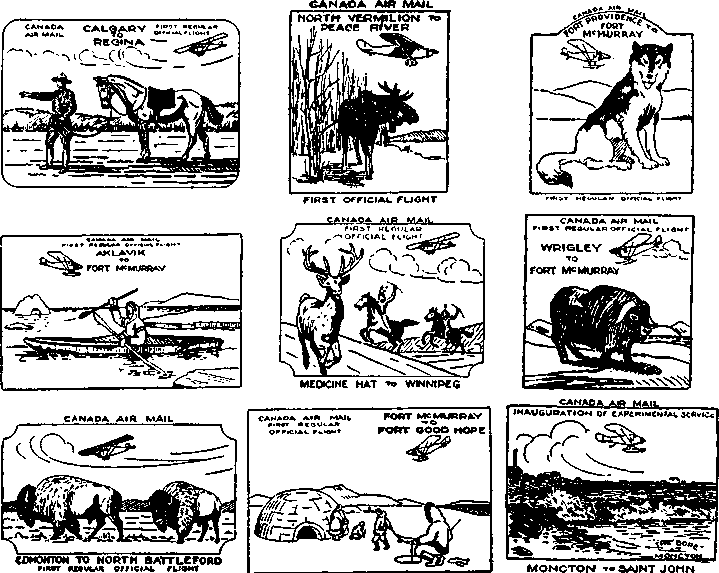 CANADA
AIR MAIL
CALGARY
TO
REGINA
FIRST REGULAR
OFFICIAL FLIGHT
CANADA AIR MAIL
NORTH VERMILION TO
PEACE RIVER
FIRST OFFICIAL FLIGHT
CANADA AIR MAIL
FORT PROVIDENCE TO
FORT
MCMURRAY
FIRST REGULAR OFFICIAL FLIGHT
CANADA AIR MAIL
FIRST REGULAR OFFICIAL FLIGHT
AKLAVIK
TO
FORT MCMURRAY
CANADA AIR MAIL
FIRST REGULAR
OFFICIAL FLIGHT
MEDICINE HAT TO WINNIPEG
CANADA AIR MAIL
FIRST REGULAR OFFICIAL FLIGHT
WRIGLEY
TO
FORT MCMURRAY
CANADA AIR MAIL
EDMONTON TO NORTH BATTLEFORD
FIRST REGULAR OFFICIAL FLIGHT
CANADA AIR MAIL
FIRST REGULAR
OFFICIAL FLIGHT
FORT MCMURRAY
TO
FORT GOOD HOPE
CANADA AIR MAIL
INAUGURATION OF EXPERIMENTAL SERVICE
MONCTON
MONCTON TO SAINT JOHN